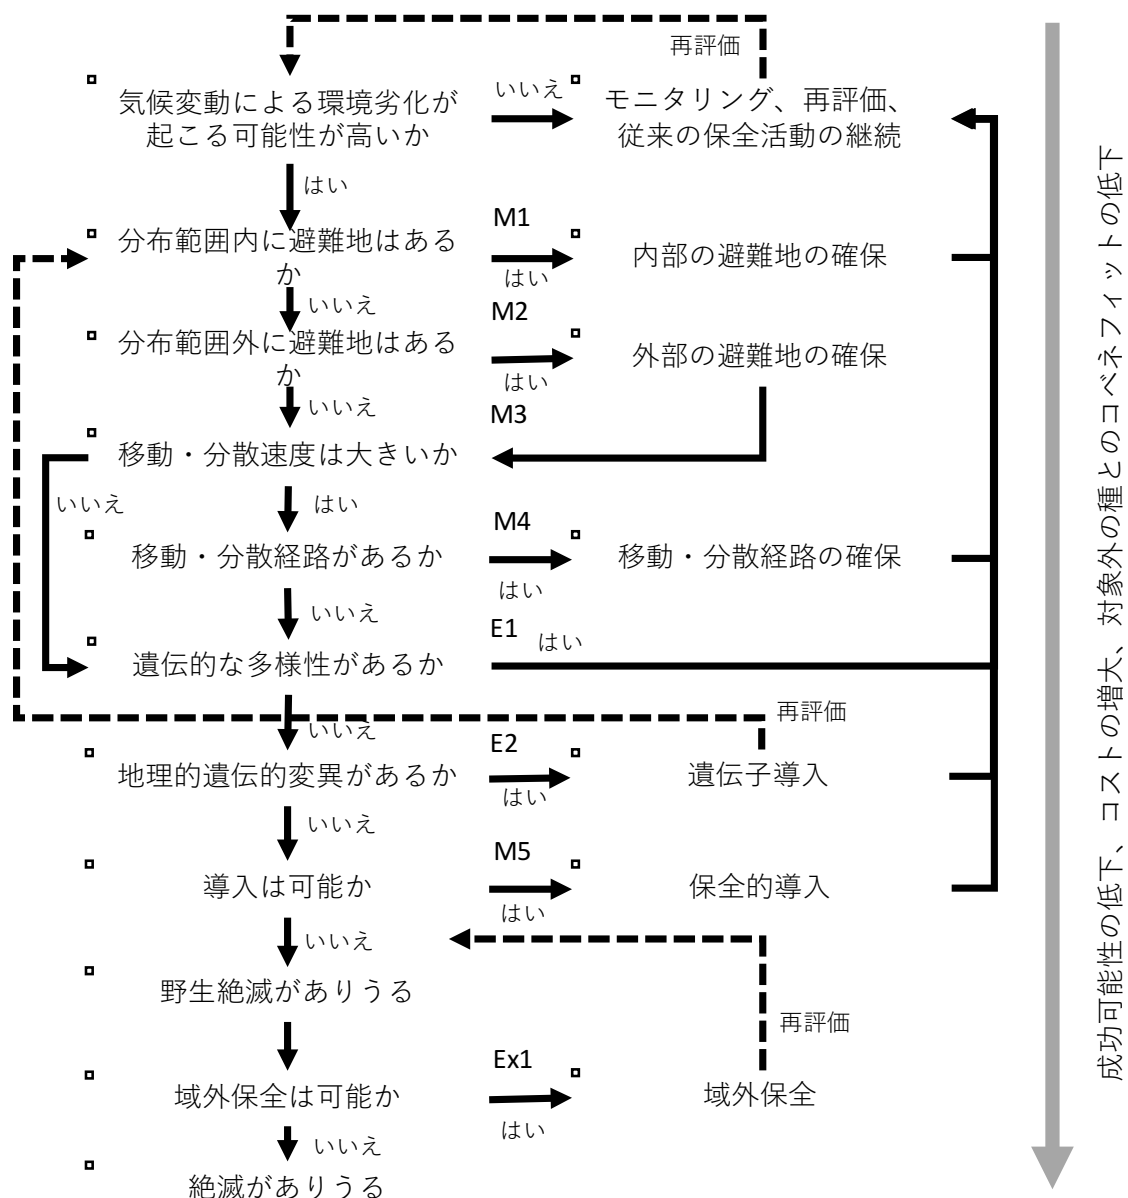 再評価
気候変動による環境劣化が
起こる可能性が高いか
いいえ
モニタリング、再評価、
従来の保全活動の継続
はい
分布範囲内に避難地はある
か
M1
はい
内部の避難地の確保
いいえ
分布範囲外に避難地はある
か
M2
はい
外部の避難地の確保
いいえ
M3
移動・分散速度は大きいか
いいえ
はい
移動・分散経路があるか
M4
はい
移動・分散経路の確保
いいえ
E1
はい
遺伝的な多様性があるか
再評価
いいえ
地理的遺伝的変異があるか
E2
はい
遺伝子導入
いいえ
導入は可能か
M5
はい
保全的導入
いいえ
野生絶滅がありうる
再評価
域外保全は可能か
Ex1
はい
域外保全
いいえ
絶滅がありうる
成功可能性の低下、コストの増大、対象外の種とのコベネフィットの低下